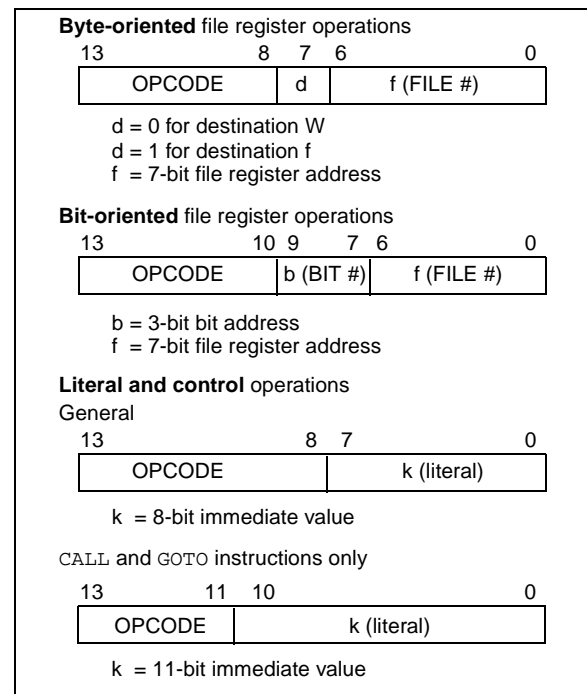 Byte-oriented file register operations
13 8 7 6 0
OPCODE d f (FILE #)
d = 0 for destination W
d = 1 for destination f
f = 7-bit file register address
Bit-oriented file register operations
13 10 9 7 6 0
OPCODE b (BIT #) f (FILE #)
b = 3-bit bit address
f = 7-bit file register address
Literal and control operations
General
13 8 7 0
OPCODE k (literal)
k = 8-bit immediate value
CALL and GOTO instructions only
13 11 10 0
OPCODE k (literal)
k = 11-bit immediate value